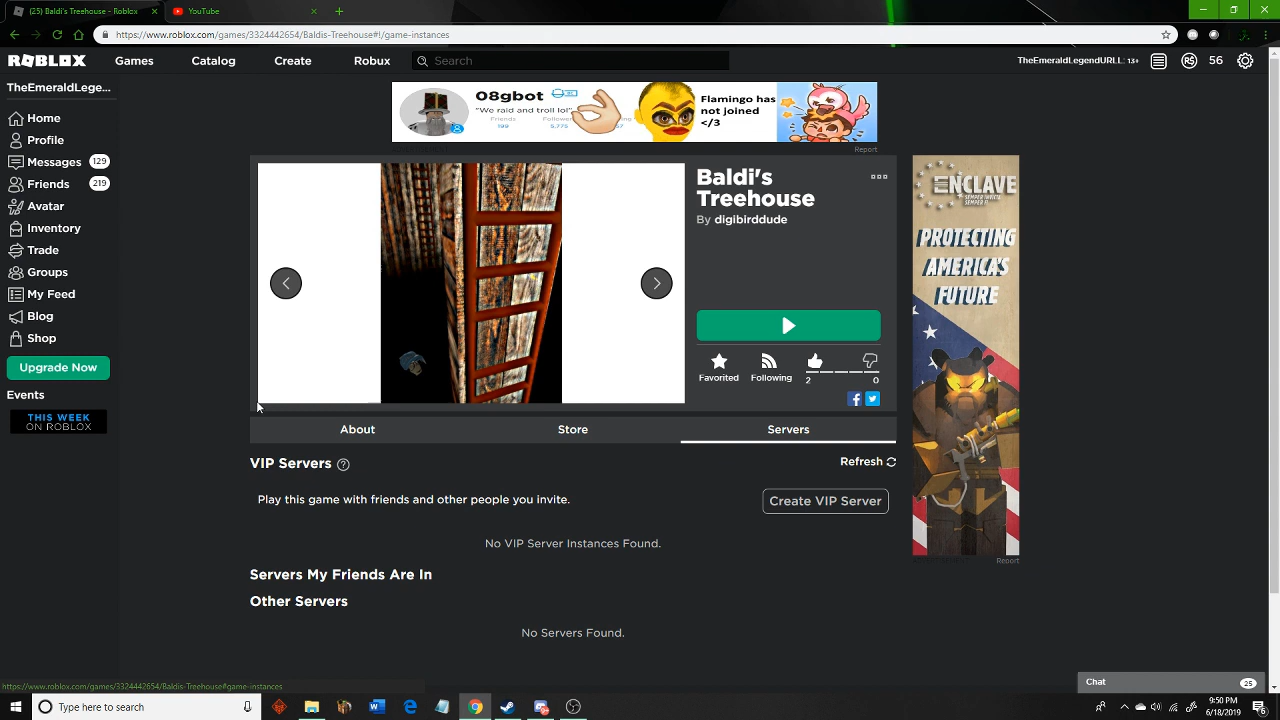 (25) Baldi's Treehouse - Roblox
YouTube
https://www.roblox.com/games/3324442654/Baldis-Treehouse#!/game-instances
ROBLOX
Games
Catalog
Create
Robux
Search
TheEmeraldLegendURLL: 13+
56
TheEmeraldLege...
Home
Profile
Messages 129
Friends 219
Avatar
Inventory
Trade
Groups
My Feed
Blog
Shop
Upgrade Now
Events
THIS WEEK
ON ROBLOX
08gbot
"We raid and troll lol"
Friends
199
5,775
Flamingo has
not joined
</3
Report
Baldi's
Treehouse
By digibirddude
Favorited
Following
2
0
About
Store
Servers
VIP Servers
Refresh
Play this game with friends and other people you invite.
Create VIP Server
No VIP Server Instances Found.
Servers My Friends Are In
Other Servers
No Servers Found.
ENCLAVE
PROTECTING
AMERICA'S
FUTURE
Report
Chat
25
https://www.roblox.com/games/3324442654/Baldis-Treehouse#game-instances
Type here to search
9:50 PM
6/18/2019